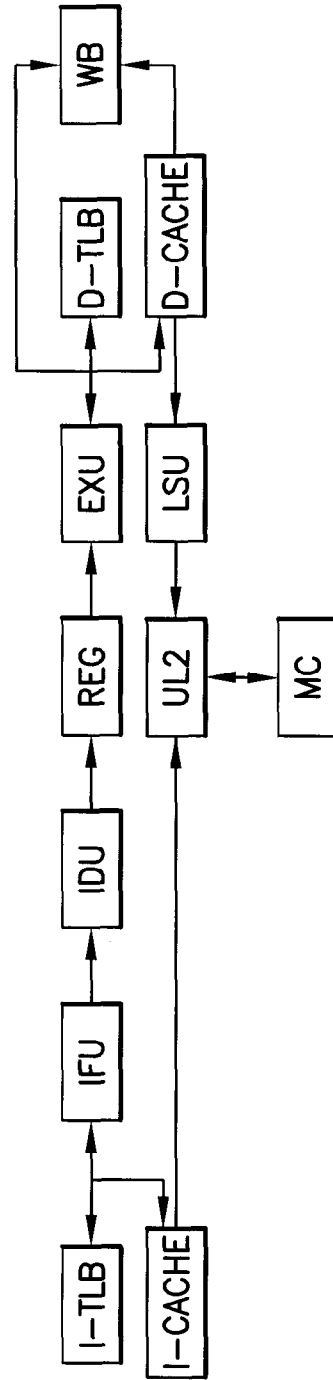 I-TLB
IFU
IDU
REG
EXU
D-TLB
WB
I-CACHE
UL2
LSU
D-CACHE
MC